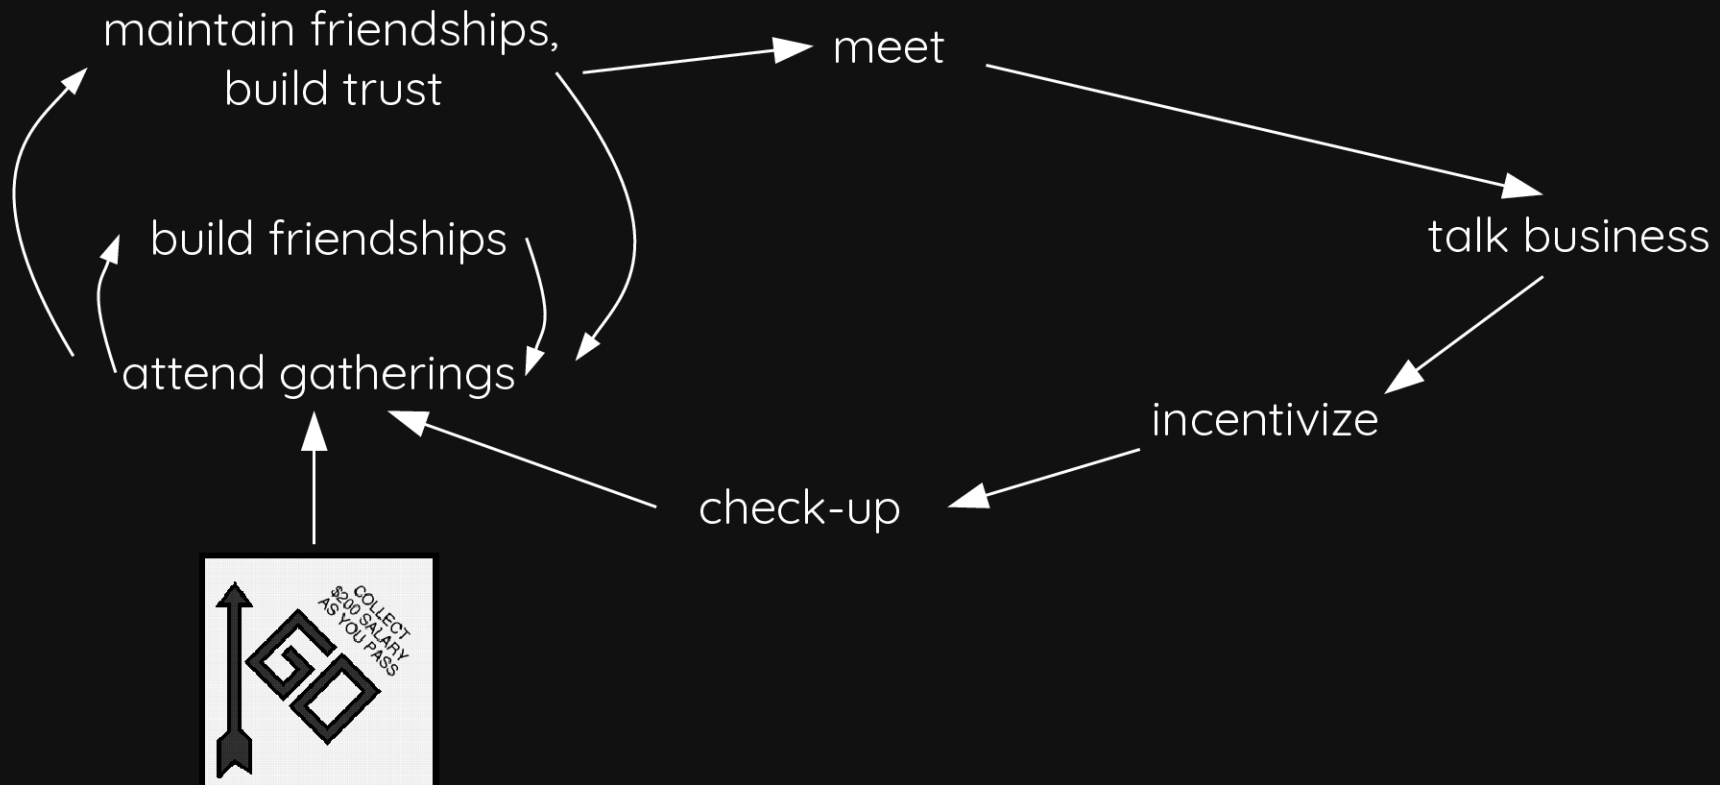 maintain friendships,
build trust
meet
build friendships
talk business
attend gatherings
incentivize
check-up
COLLECT
$200 SALARY
AS YOU PASS
GO